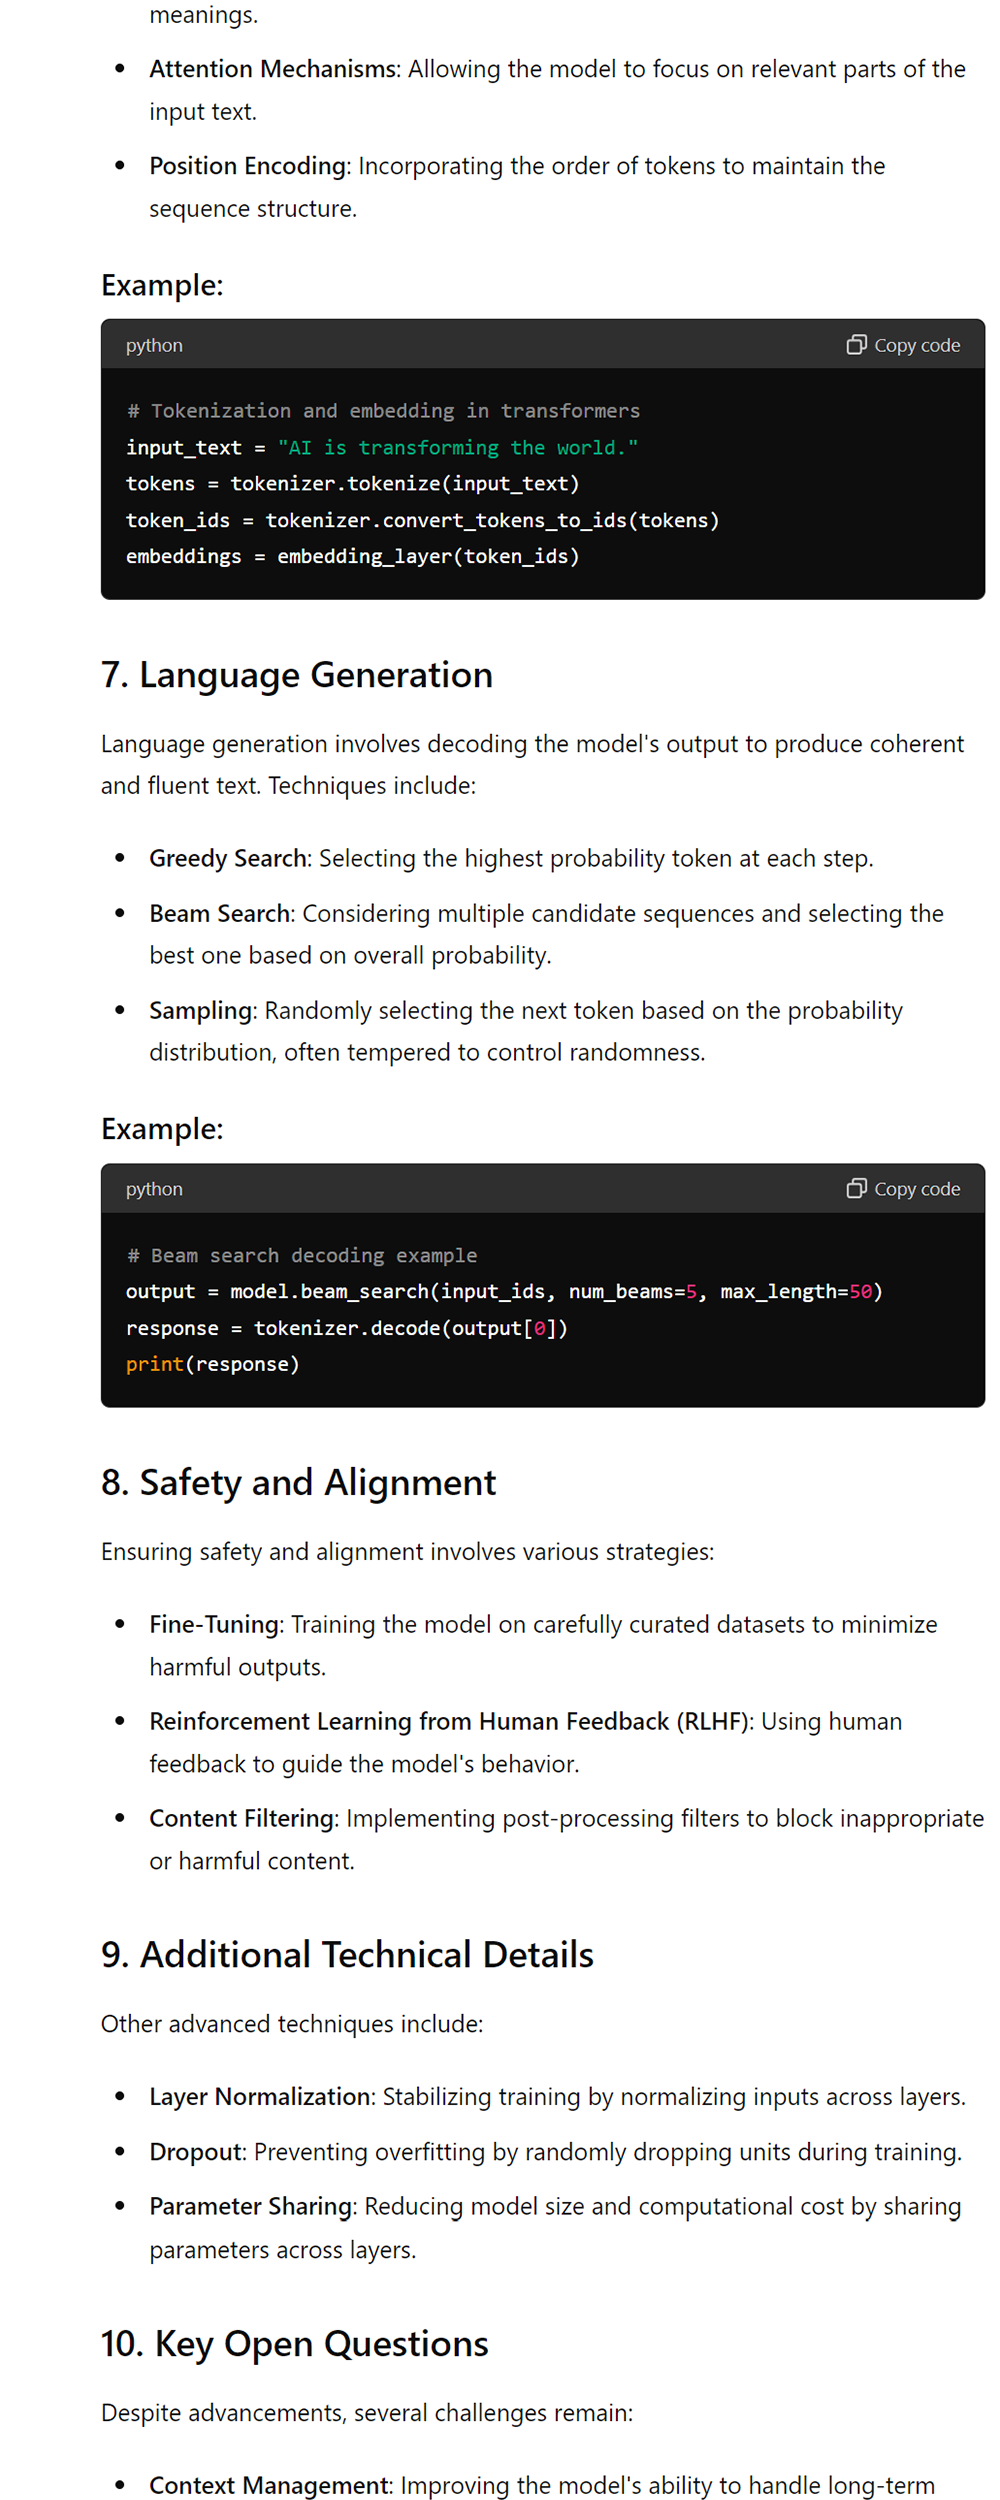 meanings.
• Attention Mechanisms: Allowing the model to focus on relevant parts of the
input text.
• Position Encoding: Incorporating the order of tokens to maintain the
sequence structure.
Example:
python Copy code
# Tokenization and embedding in transformers
input_text = "AI is transforming the world."
tokens = tokenizer.tokenize(input_text)
token_ids = tokenizer.convert_tokens_to_ids(tokens)
embeddings = embedding_layer(token_ids)
7. Language Generation
Language generation involves decoding the model's output to produce coherent
and fluent text. Techniques include:
• Greedy Search: Selecting the highest probability token at each step.
• Beam Search: Considering multiple candidate sequences and selecting the
best one based on overall probability.
• Sampling: Randomly selecting the next token based on the probability
distribution, often tempered to control randomness.
Example:
python Copy code
# Beam search decoding example
output = model.beam_search(input_ids, num_beams=5, max_length=50)
response = tokenizer.decode(output[0])
print(response)
8. Safety and Alignment
Ensuring safety and alignment involves various strategies:
• Fine-Tuning: Training the model on carefully curated datasets to minimize
harmful outputs.
• Reinforcement Learning from Human Feedback (RLHF): Using human
feedback to guide the model's behavior.
• Content Filtering: Implementing post-processing filters to block inappropriate
or harmful content.
9. Additional Technical Details
Other advanced techniques include:
• Layer Normalization: Stabilizing training by normalizing inputs across layers.
• Dropout: Preventing overfitting by randomly dropping units during training.
• Parameter Sharing: Reducing model size and computational cost by sharing
parameters across layers.
10. Key Open Questions
Despite advancements, several challenges remain:
• Context Management: Improving the model's ability to handle long-term